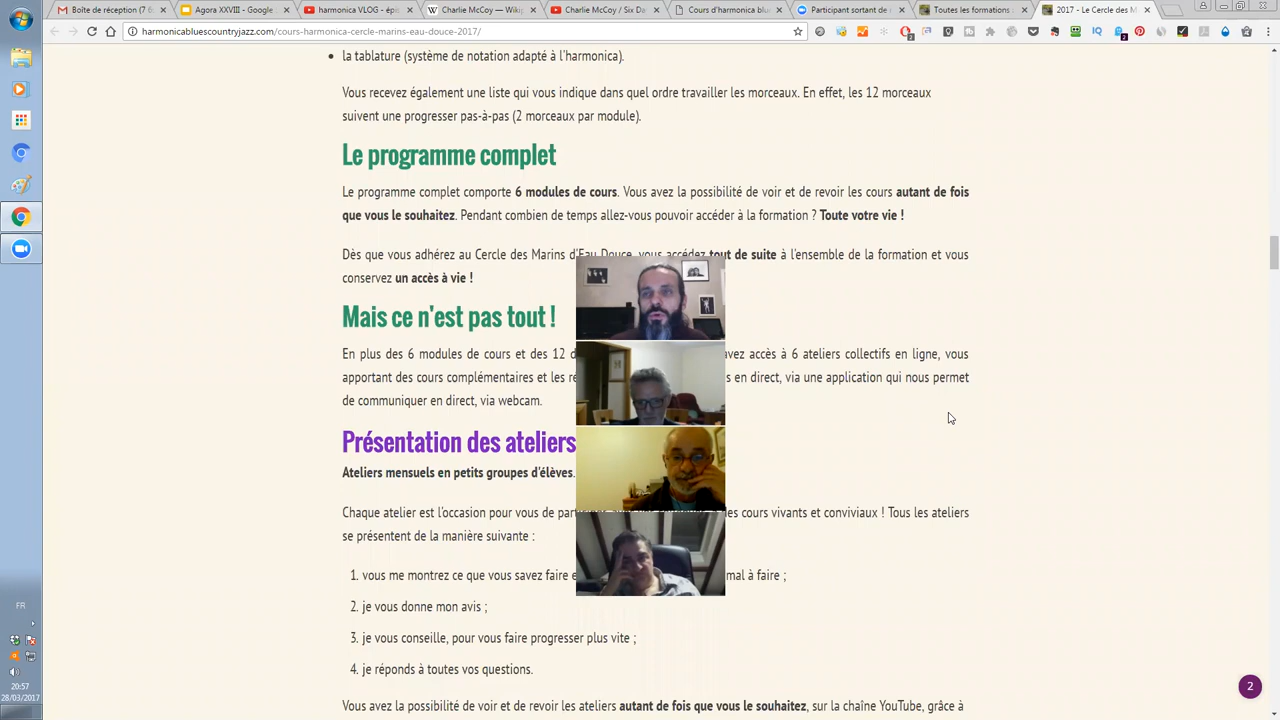 Boîte de réception (7 6
Agora XXVIII - Google
harmonica VLOG - épis
Charlie McCoy — Wikip
Charlie McCoy / Six Da
Cours d'harmonica blu
Participant sortant de
Toutes les formations
2017 - Le Cercle des M
harmonicabluescountryjazz.com/cours-harmonica-cercle-marins-eau-douce-2017/
la tablature (système de notation adapté à l'harmonica).
Vous recevez également une liste qui vous indique dans quel ordre travailler les morceaux. En effet, les 12 morceaux
suivent une progresser pas-à-pas (2 morceaux par module).
Le programme complet
Le programme complet comporte 6 modules de cours. Vous avez la possibilité de voir et de revoir les cours autant de fois
que vous le souhaitez. Pendant combien de temps allez-vous pouvoir accéder à la formation ? Toute votre vie !
Dès que vous adhérez au Cercle des Marins d'Eau Douce, vous accédez tout de suite à l'ensemble de la formation et vous
conservez un accès à vie !
Mais ce n'est pas tout !
En plus des 6 modules de cours et des 12 avez accès à 6 ateliers collectifs en ligne, vous
apportant des cours complémentaires et les en direct, via une application qui nous permet
de communiquer en direct, via webcam.
Présentation des ateliers
Ateliers mensuels en petits groupes d'élèves.
Chaque atelier est l'occasion pour vous de cours vivants et conviviaux ! Tous les ateliers
se présentent de la manière suivante :
1. vous me montrez ce que vous savez faire mal à faire ;
2. je vous donne mon avis ;
3. je vous conseille, pour vous faire progresser plus vite ;
4. je réponds à toutes vos questions.
Vous avez la possibilité de voir et de revoir les ateliers autant de fois que vous le souhaitez, sur la chaîne YouTube, grâce à
2
FR
20:57
28/03/2017